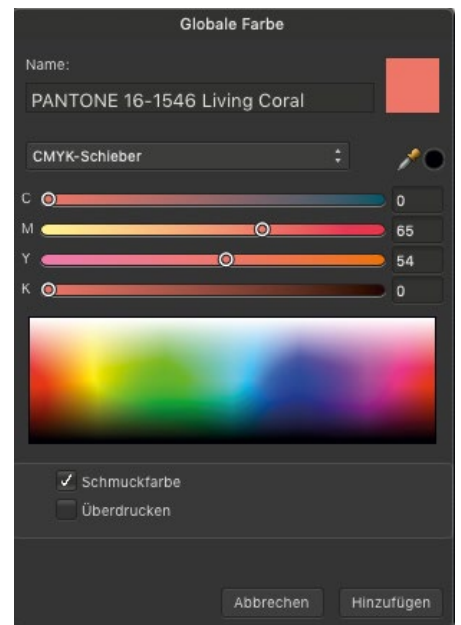 Globale Farbe
Name:
PANTONE 16-1546 Living Coral
CMYK-Schieber
C 0
M 65
Y 54
K 0
Schmuckfarbe
Überdrucken
Abbrechen Hinzufügen